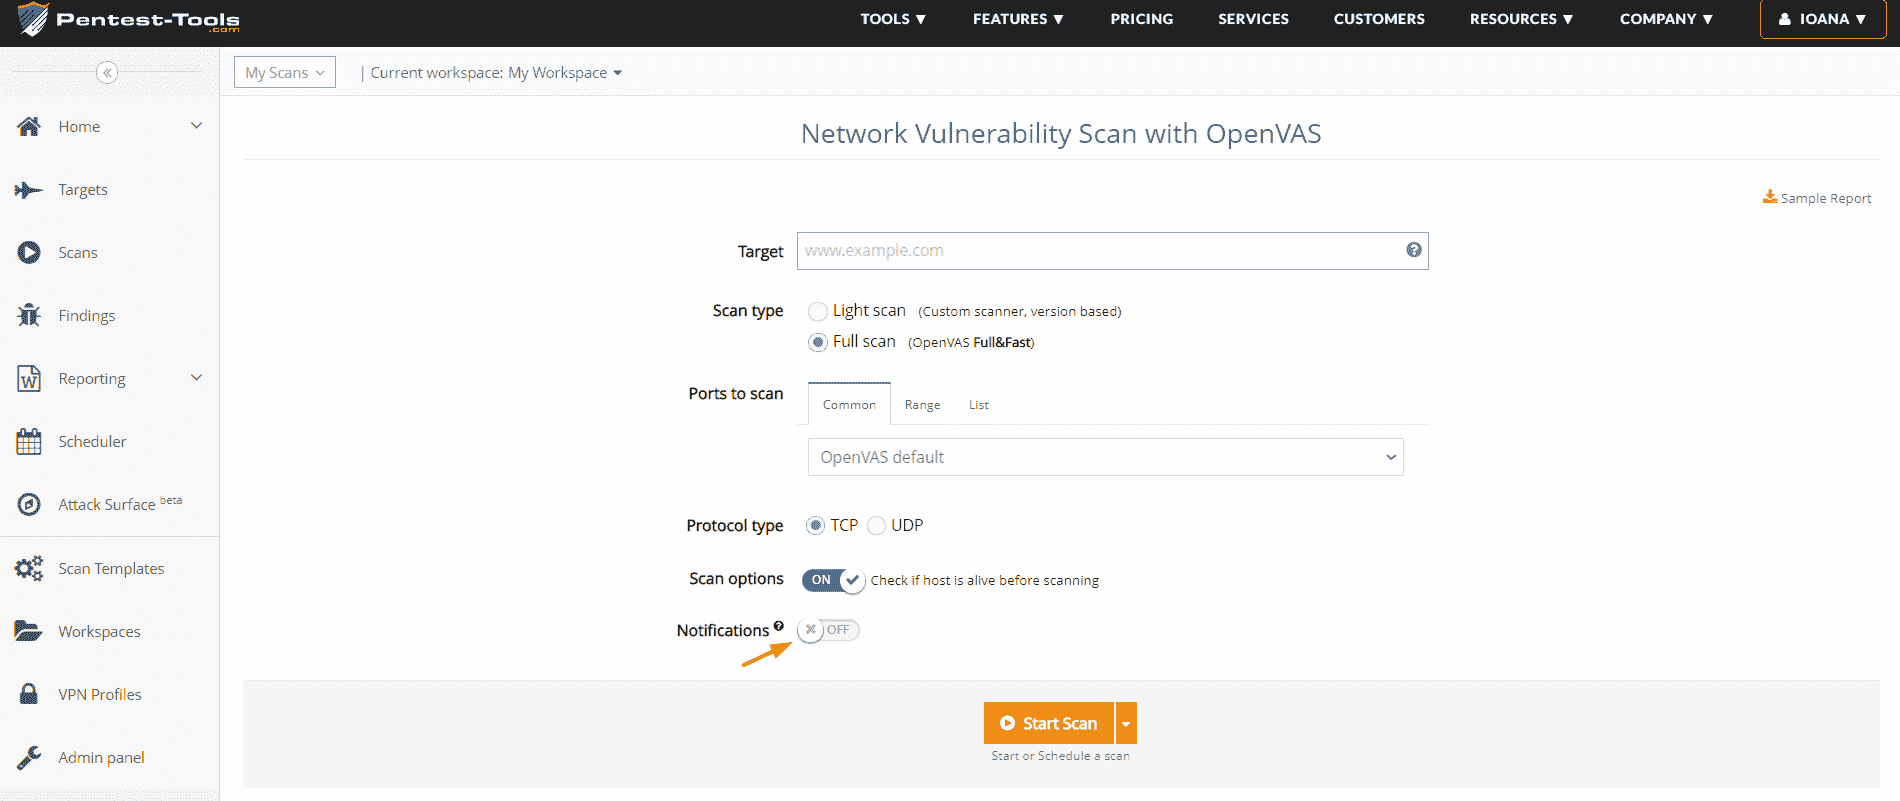 Pentest-Tools
.com
TOOLS ▼ FEATURES ▼ PRICING SERVICES CUSTOMERS RESOURCES ▼ COMPANY ▼ IOANA ▼
My Scans | Current workspace: My Workspace
Home
Targets
Scans
Findings
Reporting
Scheduler
Attack Surface beta
Scan Templates
Workspaces
VPN Profiles
Admin panel
Network Vulnerability Scan with OpenVAS
Sample Report
Target www.example.com
Scan type Light scan (Custom scanner, version based)
Full scan (OpenVAS Full&Fast)
Ports to scan Common Range List
OpenVAS default
Protocol type TCP UDP
Scan options ON Check if host is alive before scanning
Notifications OFF
Start Scan
Start or Schedule a scan